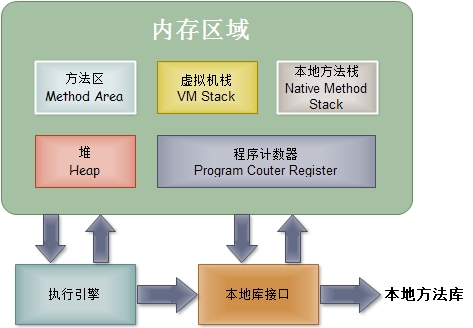 内存区域
方法区
Method Area
虚拟机栈
VM Stack
本地方法栈
Native Method
Stack
堆
Heap
程序计数器
Program Couter Register
执行引擎
本地库接口
本地方法库